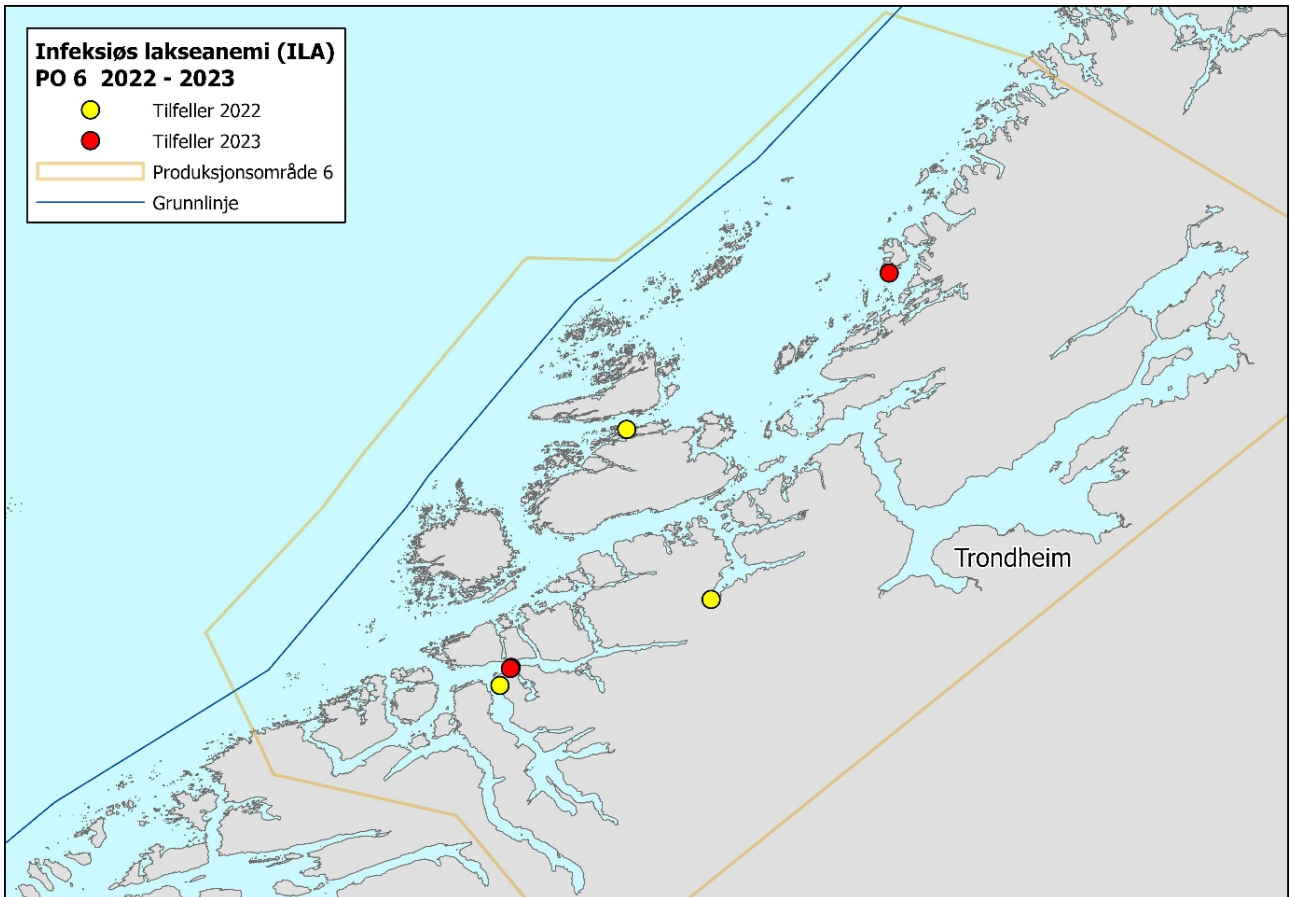 Infeksiøs lakseanemi (ILA)
PO 6 2022 - 2023
Tilfeller 2022
Tilfeller 2023
Produksjonsområde 6
Grunnlinje
Trondheim